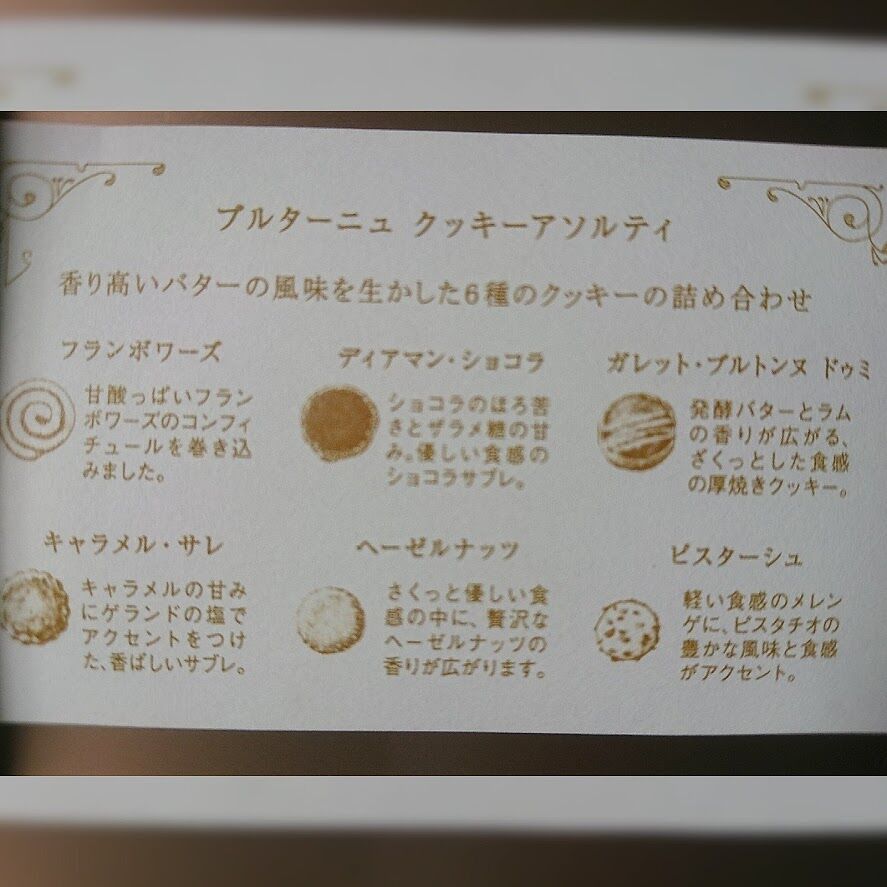 ブルターニュ クッキーアソルティ
香り高いバターの風味を生かした6種のクッキーの詰め合わせ
フランボワーズ
甘酸っぱいフラン
ボワーズのコンフィ
チュールを巻き込
みました。
ディアマン・ショコラ
ショコラのほろ苦
さとザラメ糖の甘
み。優しい食感の
ショコラサブレ。
ガレット・ブルトンヌ ドゥミ
発酵バターとラム
の香りが広がる、
ざくっとした食感
の厚焼きクッキー。
キャラメル・サレ
キャラメルの甘み
にゲランドの塩で
アクセントをつけ
た、香ばしいサブレ。
ヘーゼルナッツ
さくっと優しい食
感の中に、贅沢な
ヘーゼルナッツの
香りが広がります。
ピスターシュ
軽い食感のメレン
ゲに、ピスタチオの
豊かな風味と食感
がアクセント。